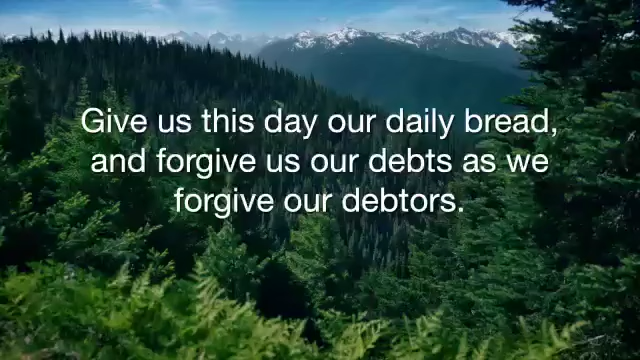 Give us this day our daily bread,
and forgive us our debts as we
forgive our debtors.